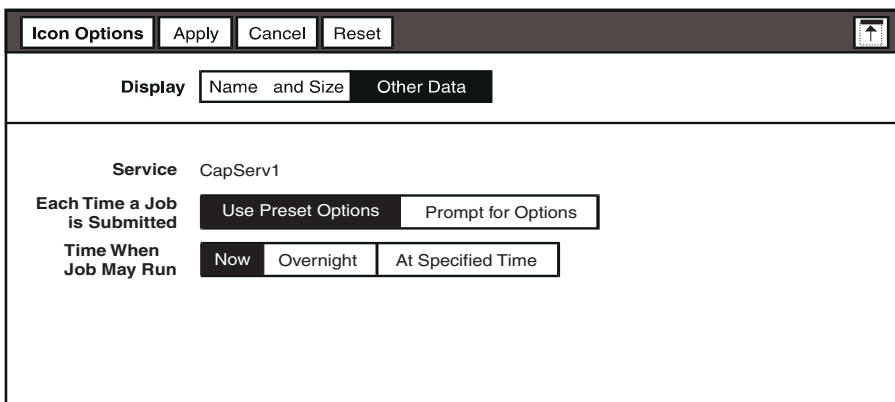 Icon Options Apply Cancel Reset
Display Name and Size Other Data
Service CapServ1
Each Time a Job
is Submitted Use Preset Options Prompt for Options
Time When
Job May Run Now Overnight At Specified Time